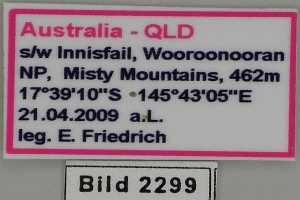 Australia - QLD
s/w Innisfail, Wooroonooran
NP, Misty Mountains, 462m
17°39'10"S 145°43'05"E
21.04.2009 a.L.
leg. E. Friedrich
Bild 2299